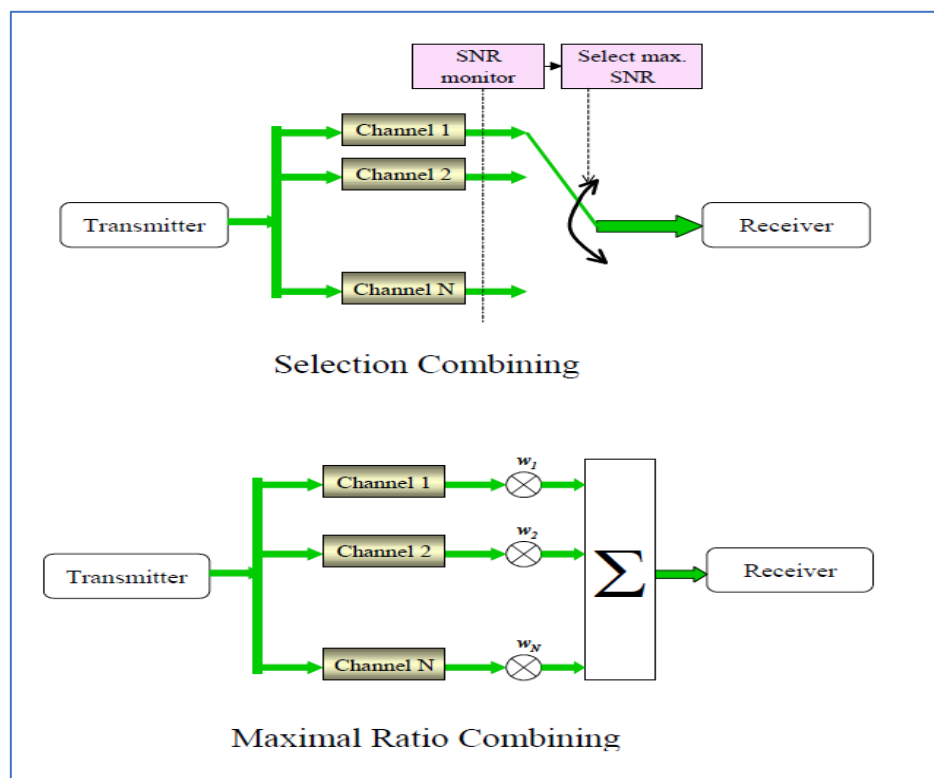 SNR
monitor
Select max.
SNR
Channel 1
Channel 2
Transmitter
Receiver
Channel N
Selection Combining
w1
Channel 1
w2
Channel 2
Σ
Transmitter
Receiver
wN
Channel N
Maximal Ratio Combining